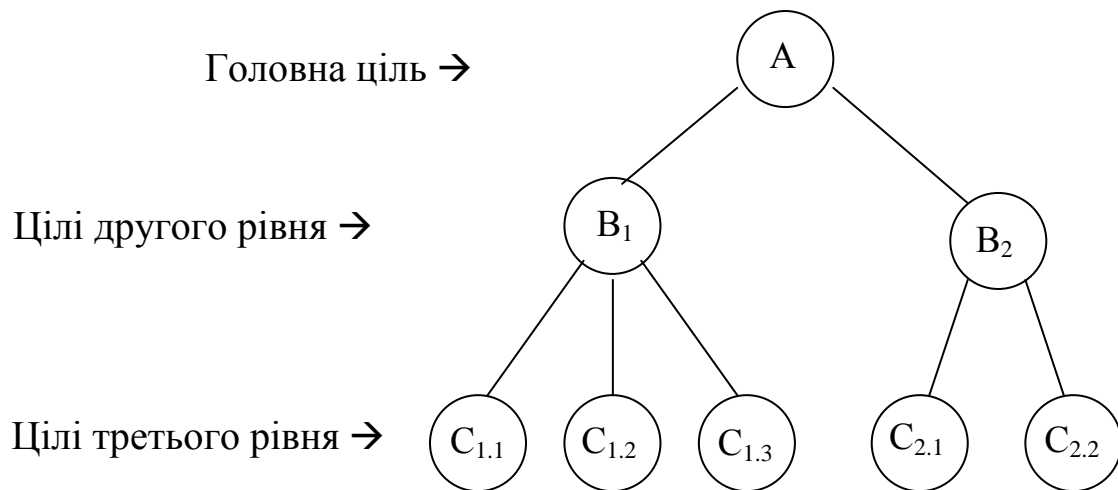 Головна ціль →
A
Цілі другого рівня →
B₁
B₂
Цілі третього рівня →
C₁.₁
C₁.₂
C₁.₃
C₂.₁
C₂.₂